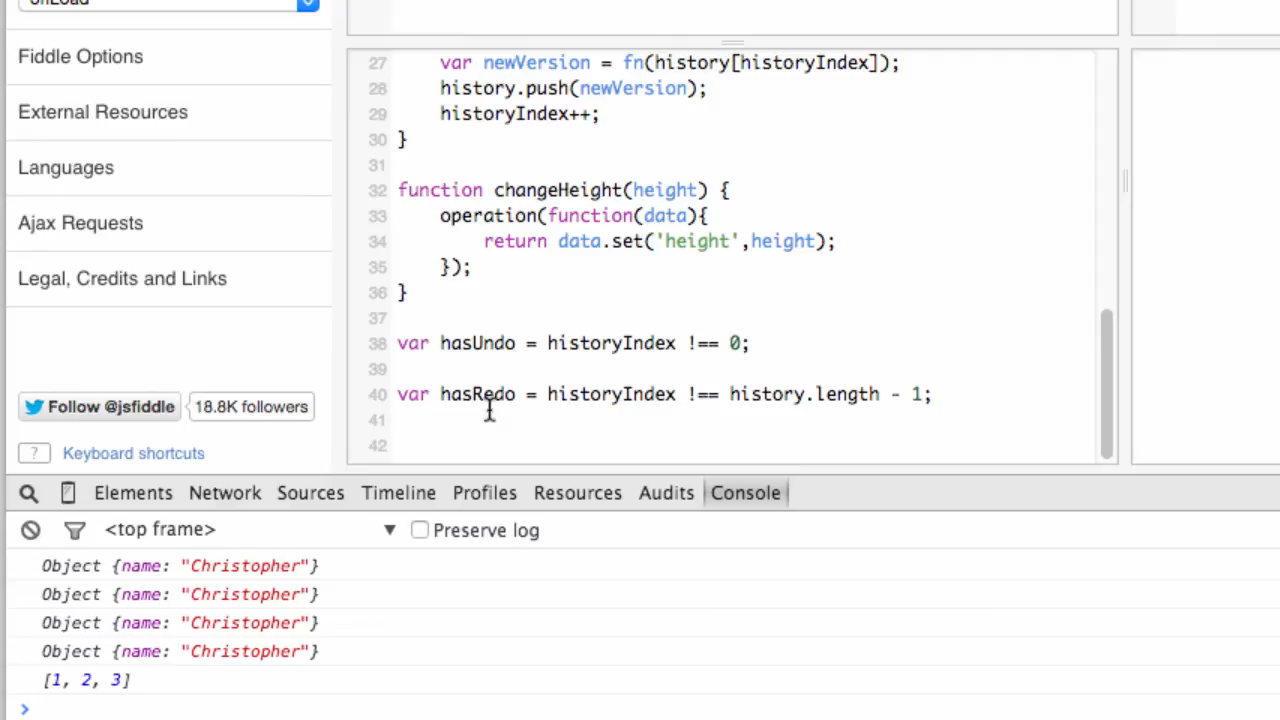 onLoad
Fiddle Options
External Resources
Languages
Ajax Requests
Legal, Credits and Links
Follow @jsfiddle 18.8K followers
? Keyboard shortcuts
27 var newVersion = fn(history[historyIndex]);
28 history.push(newVersion);
29 historyIndex++;
30 }
31
32 function changeHeight(height) {
33 operation(function(data){
34 return data.set('height',height);
35 });
36 }
37
38 var hasUndo = historyIndex !== 0;
39
40 var hasRedo = historyIndex !== history.length - 1;
41
42
Elements Network Sources Timeline Profiles Resources Audits Console
<top frame> ▼ Preserve log
Object {name: "Christopher"}
Object {name: "Christopher"}
Object {name: "Christopher"}
Object {name: "Christopher"}
[1, 2, 3]
>